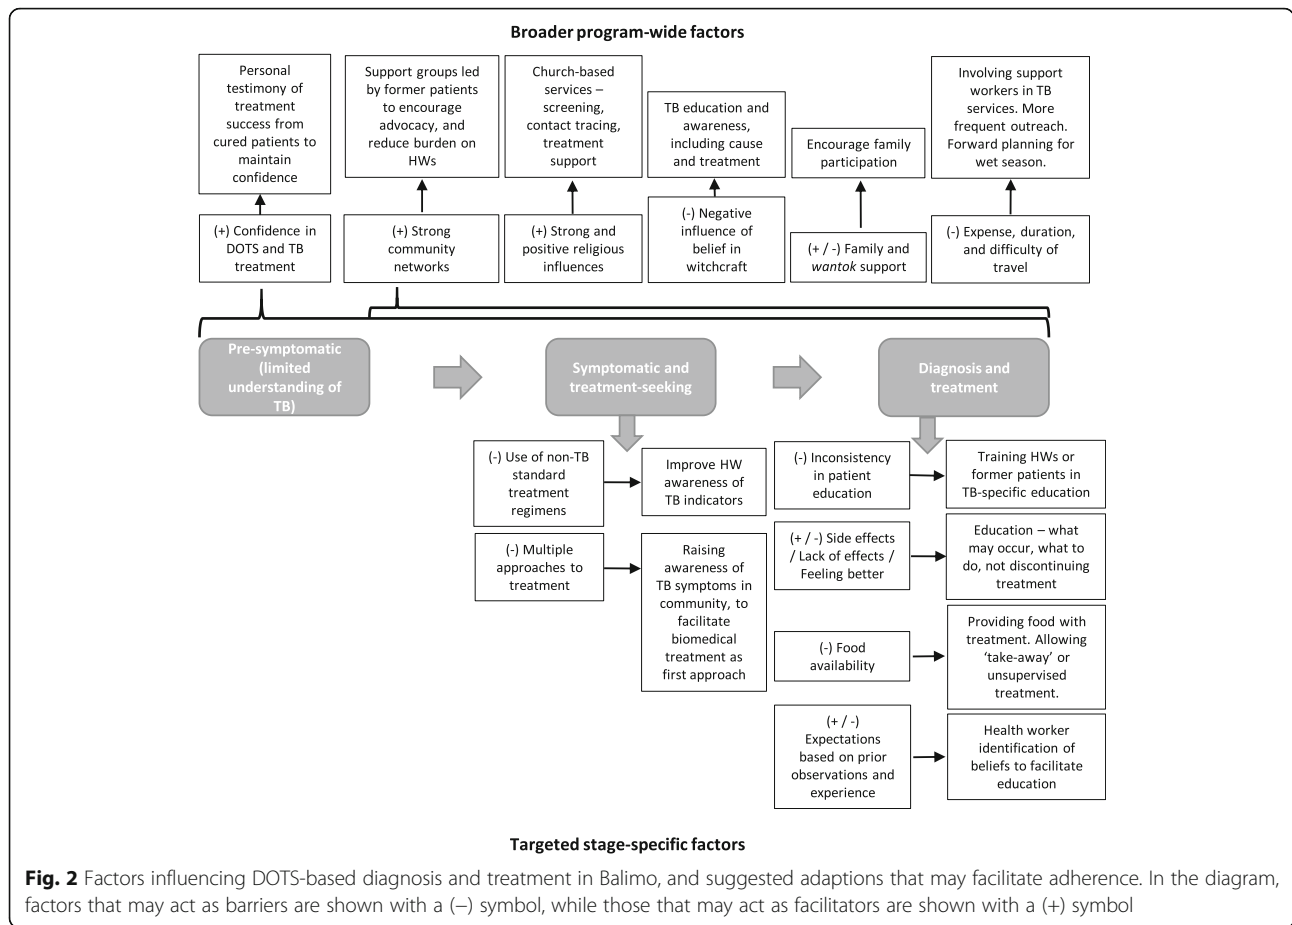 Broader program-wide factors
Personal
testimony of
treatment
success from
cured patients to
maintain
confidence
Support groups led
by former patients
to encourage
advocacy, and
reduce burden on
HWs
Church-based
services –
screening,
contact tracing,
treatment
support
TB education and
awareness,
including cause
and treatment
Encourage family
participation
Involving support
workers in TB
services. More
frequent outreach.
Forward planning for
wet season.
(+) Confidence in
DOTS and TB
treatment
(+) Strong
community
networks
(+) Strong and
positive religious
influences
(-) Negative
influence of
belief in
witchcraft
(+ / -) Family and
wantok support
(-) Expense, duration,
and difficulty of
travel
Pre-symptomatic
(limited
understanding of
TB)
Symptomatic and
treatment-seeking
Diagnosis and
treatment
(-) Use of non-TB
standard
treatment
regimens
Improve HW
awareness of
TB indicators
(-) Multiple
approaches to
treatment
Raising
awareness of
TB symptoms in
community, to
facilitate
biomedical
treatment as
first approach
(-) Inconsistency
in patient
education
Training HWs or
former patients in
TB-specific education
(+ / -) Side effects
/ Lack of effects /
Feeling better
Education – what
may occur, what to
do, not discontinuing
treatment
(-) Food
availability
Providing food with
treatment. Allowing
‘take-away’ or
unsupervised
treatment.
(+ / -)
Expectations
based on prior
observations and
experience
Health worker
identification of
beliefs to facilitate
education
Targeted stage-specific factors
Fig. 2 Factors influencing DOTS-based diagnosis and treatment in Balimo, and suggested adaptions that may facilitate adherence. In the diagram,
factors that may act as barriers are shown with a (−) symbol, while those that may act as facilitators are shown with a (+) symbol